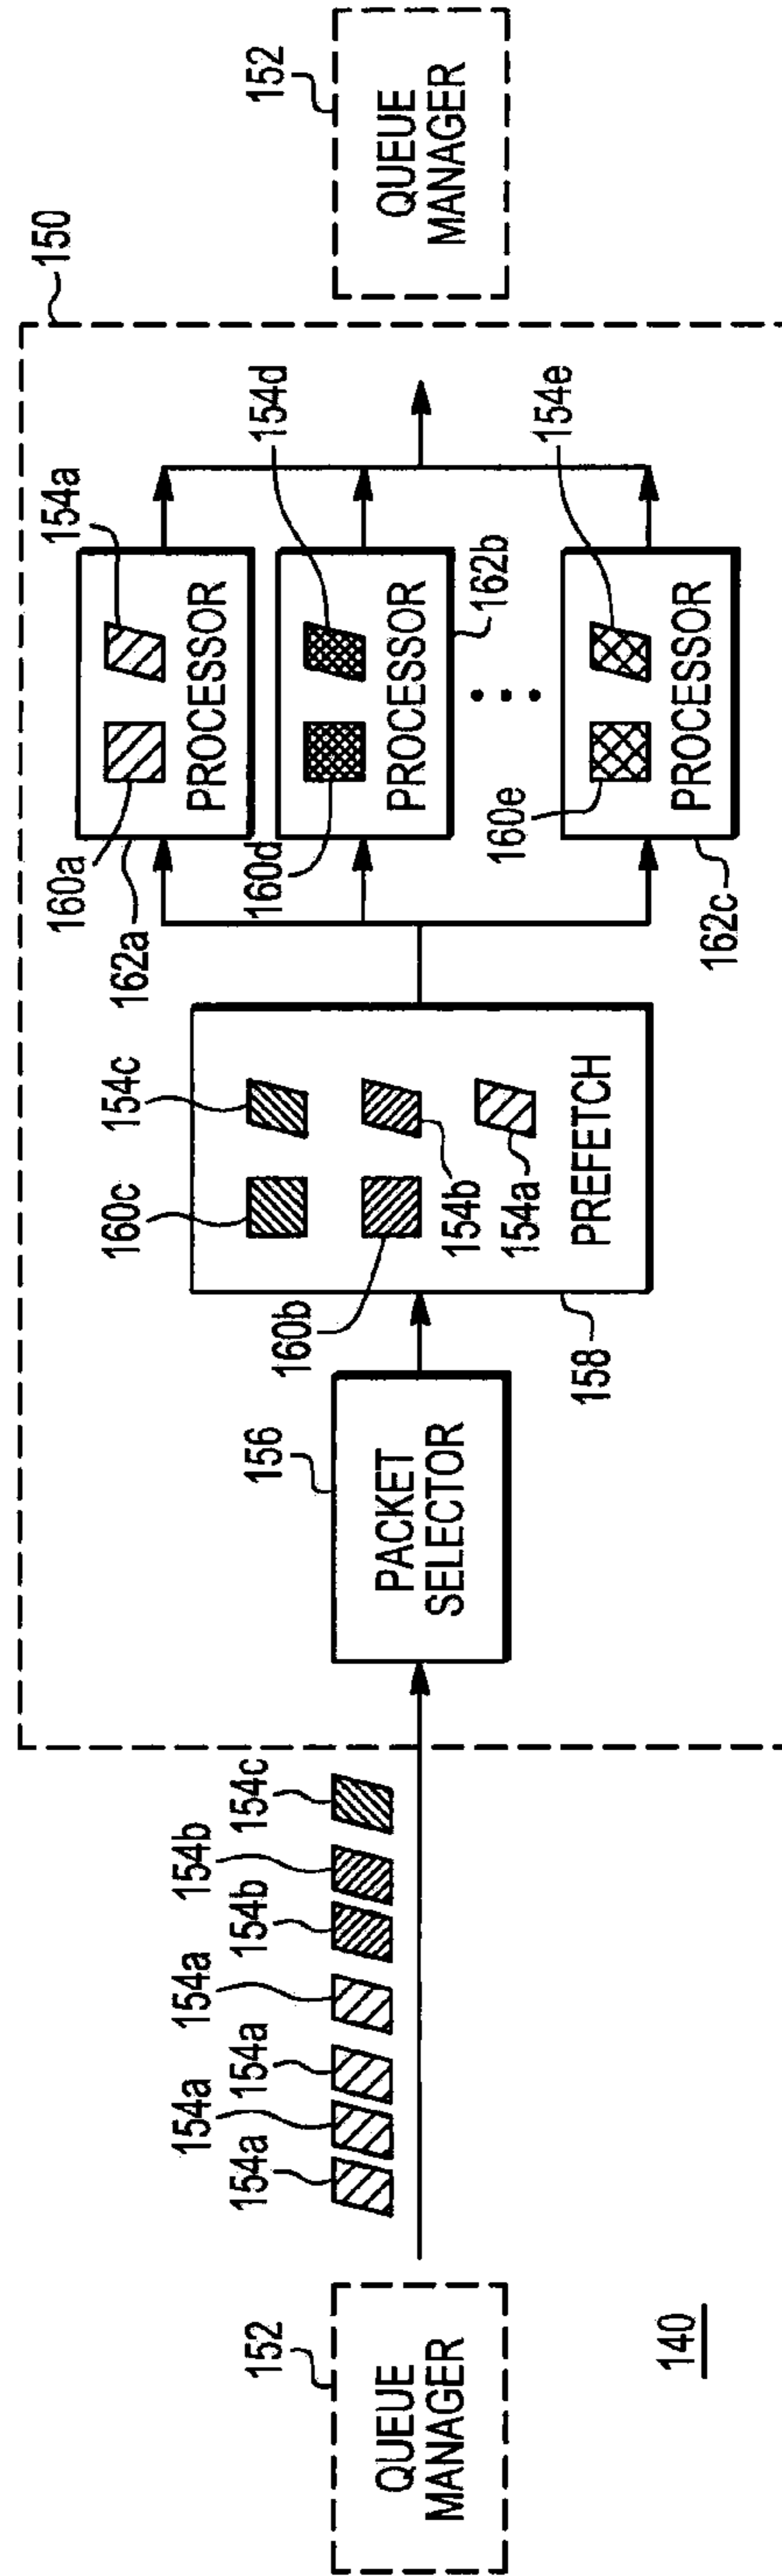 152
QUEUE
MANAGER
140
154a
154a
154a
154a
154b
154b
154c
150
156
PACKET
SELECTOR
158
160c
154c
160b
154b
154a
PREFETCH
162a
160a
154a
PROCESSOR
160d
154d
PROCESSOR
162b
160e
154e
PROCESSOR
162c
152
QUEUE
MANAGER